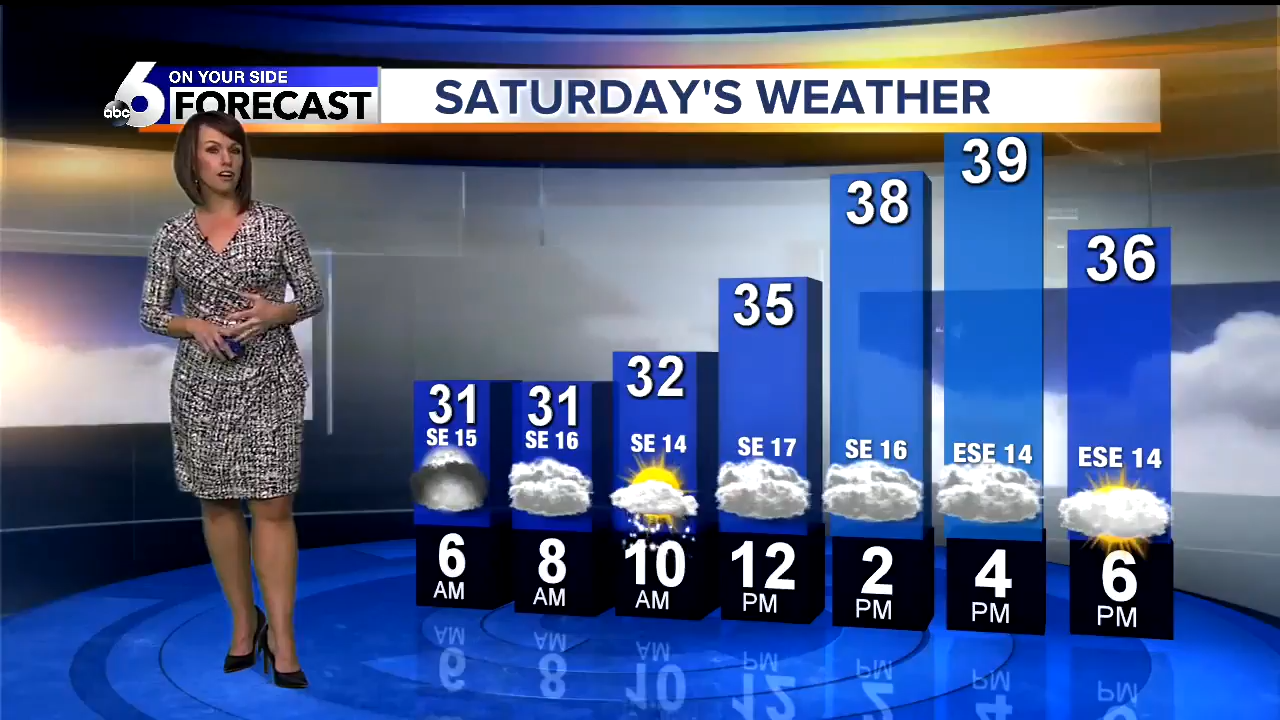 abc 6
ON YOUR SIDE
FORECAST
SATURDAY'S WEATHER
31
SE 15
6
AM
31
SE 16
8
AM
32
SE 14
10
AM
35
SE 17
12
PM
38
SE 16
2
PM
39
ESE 14
4
PM
36
ESE 14
6
PM